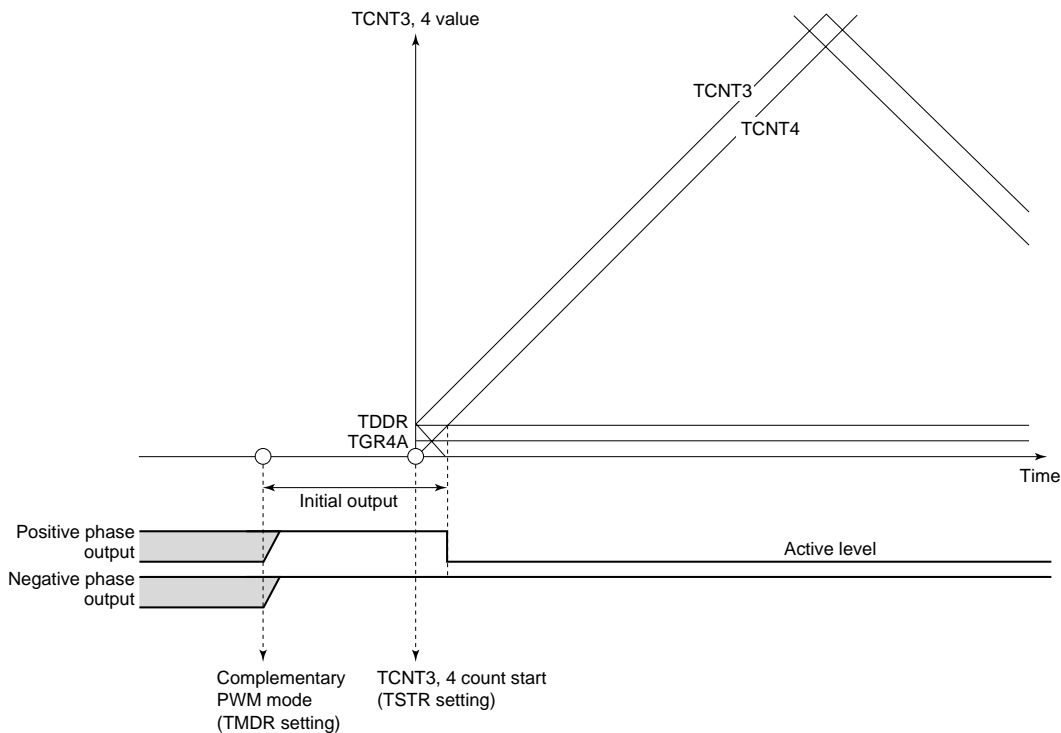 TCNT3, 4 value
TCNT3
TCNT4
TDDR
TGR4A
Time
Initial output
Positive phase
output
Active level
Negative phase
output
Complementary
PWM mode
(TMDR setting)
TCNT3, 4 count start
(TSTR setting)